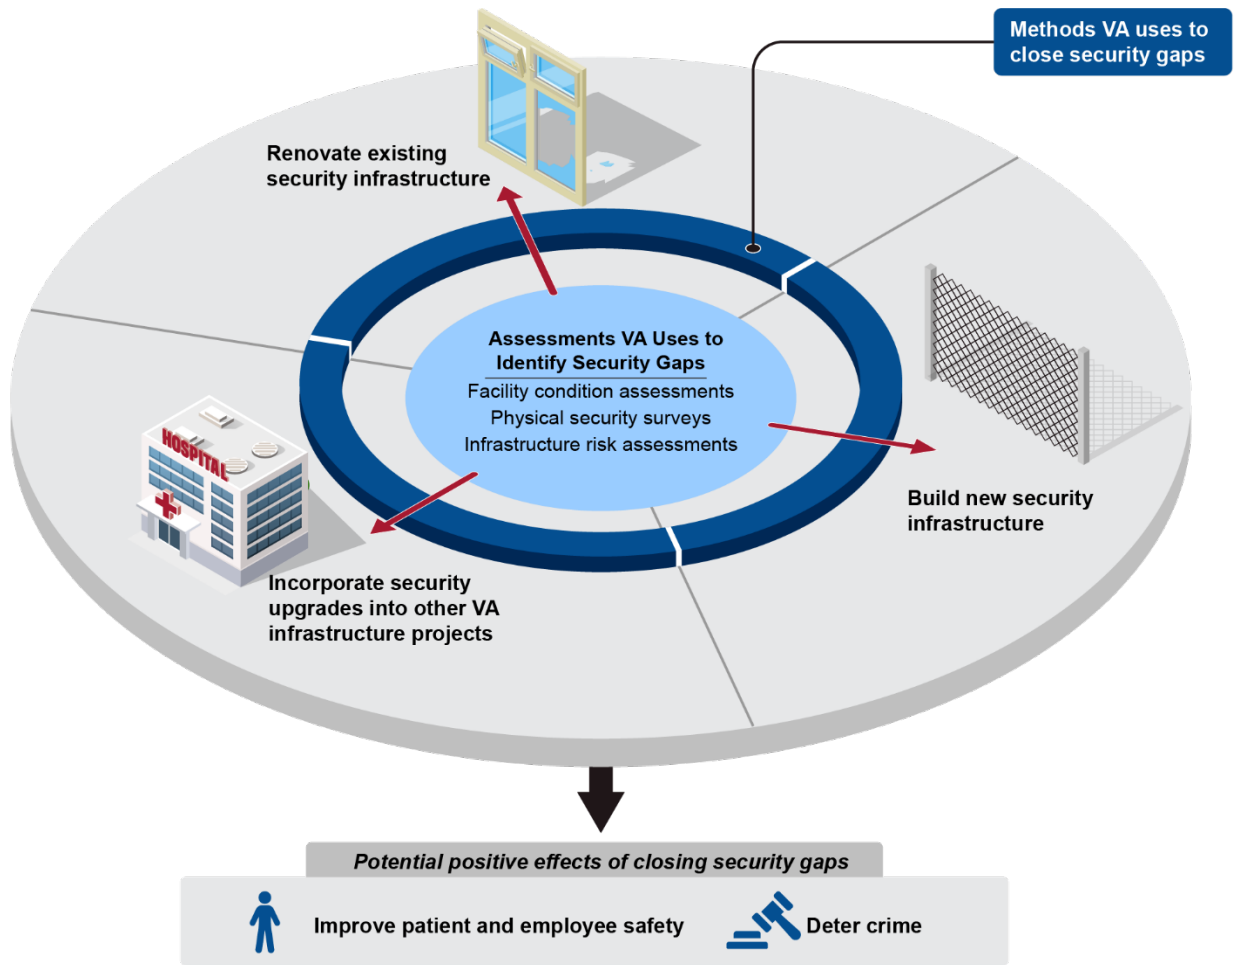 Methods VA uses to
close security gaps
Renovate existing
security infrastructure
Assessments VA Uses to
Identify Security Gaps
Facility condition assessments
Physical security surveys
Infrastructure risk assessments
HOSPITAL
Build new security
infrastructure
Incorporate security
upgrades into other VA
infrastructure projects
Potential positive effects of closing security gaps
Improve patient and employee safety
Deter crime